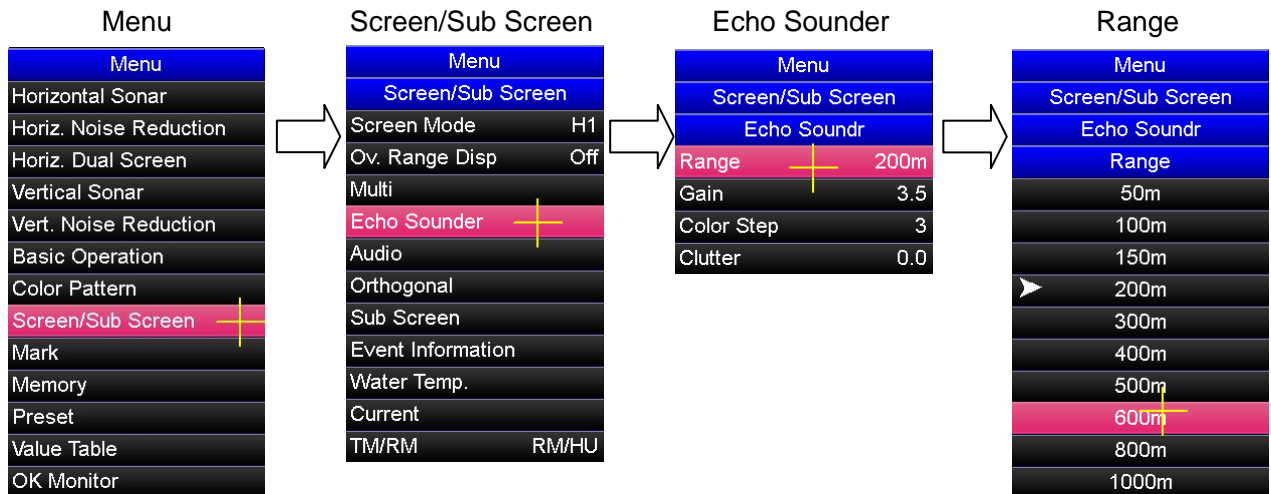 Menu
Menu
Horizontal Sonar
Horiz. Noise Reduction
Horiz. Dual Screen
Vertical Sonar
Vert. Noise Reduction
Basic Operation
Color Pattern
Screen/Sub Screen
Mark
Memory
Preset
Value Table
OK Monitor
Screen/Sub Screen
Menu
Screen/Sub Screen
Screen Mode H1
Ov. Range Disp Off
Multi
Echo Sounder
Audio
Orthogonal
Sub Screen
Event Information
Water Temp.
Current
TM/RM RM/HU
Echo Sounder
Menu
Screen/Sub Screen
Echo Soundr
Range 200m
Gain 3.5
Color Step 3
Clutter 0.0
Range
Menu
Screen/Sub Screen
Echo Soundr
Range
50m
100m
150m
200m
300m
400m
500m
600m
800m
1000m